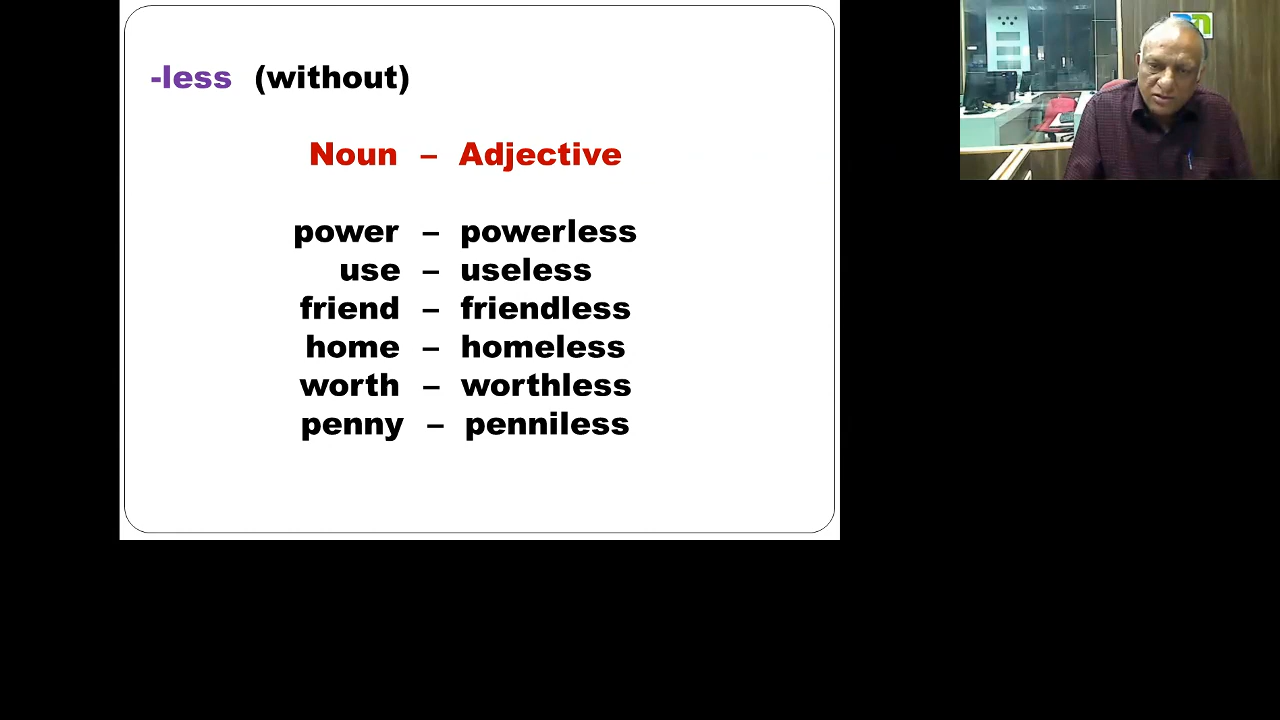 -less (without)
Noun – Adjective
power – powerless
use – useless
friend – friendless
home – homeless
worth – worthless
penny – penniless